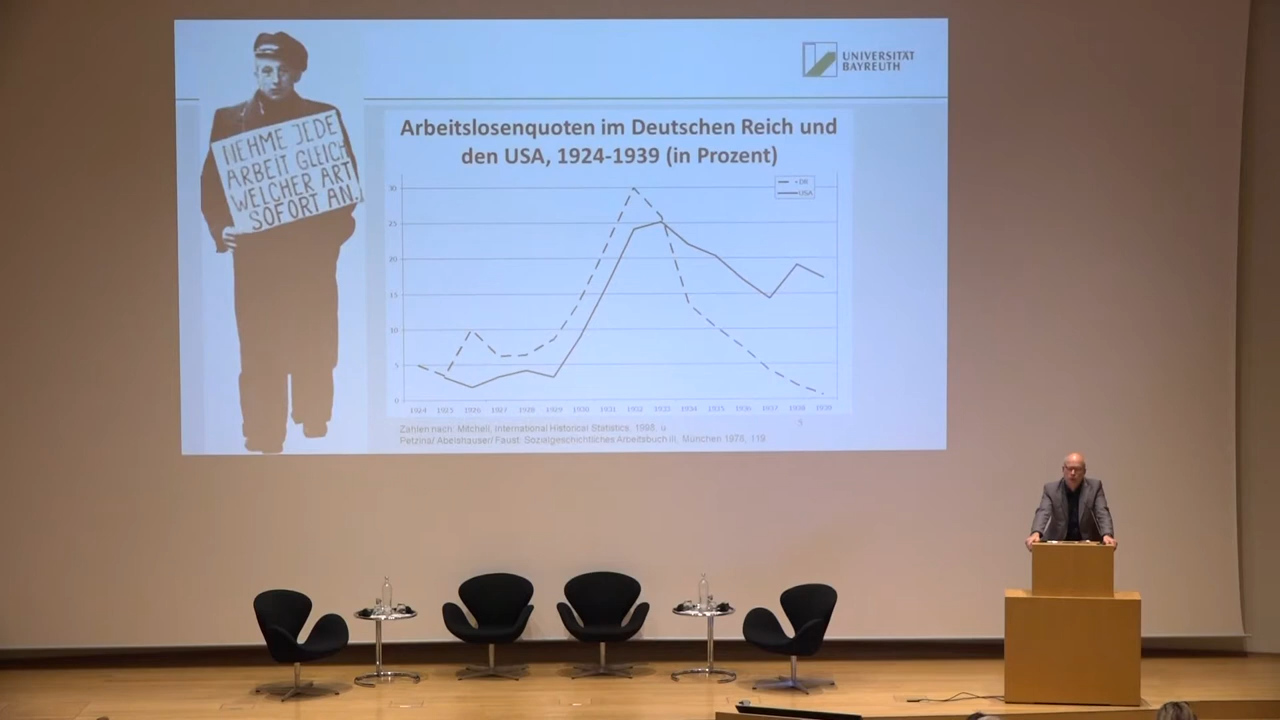 UNIVERSITÄT
BAYREUTH
NEHME JEDE
ARBEIT GLEICH
WELCHER ART
SOFORT AN.
Arbeitslosenquoten im Deutschen Reich und
den USA, 1924-1939 (in Prozent)
DR
USA
30
25
20
15
10
5
0
1924 1925 1926 1927 1928 1929 1930 1931 1932 1933 1934 1935 1936 1937 1938 1939
Zahlen nach: Mitchell, International Historical Statistics, 1998, u
Petzina/ Abelshauser/ Faust: Sozialgeschichtliches Arbeitsbuch III, München 1978, 119.
5